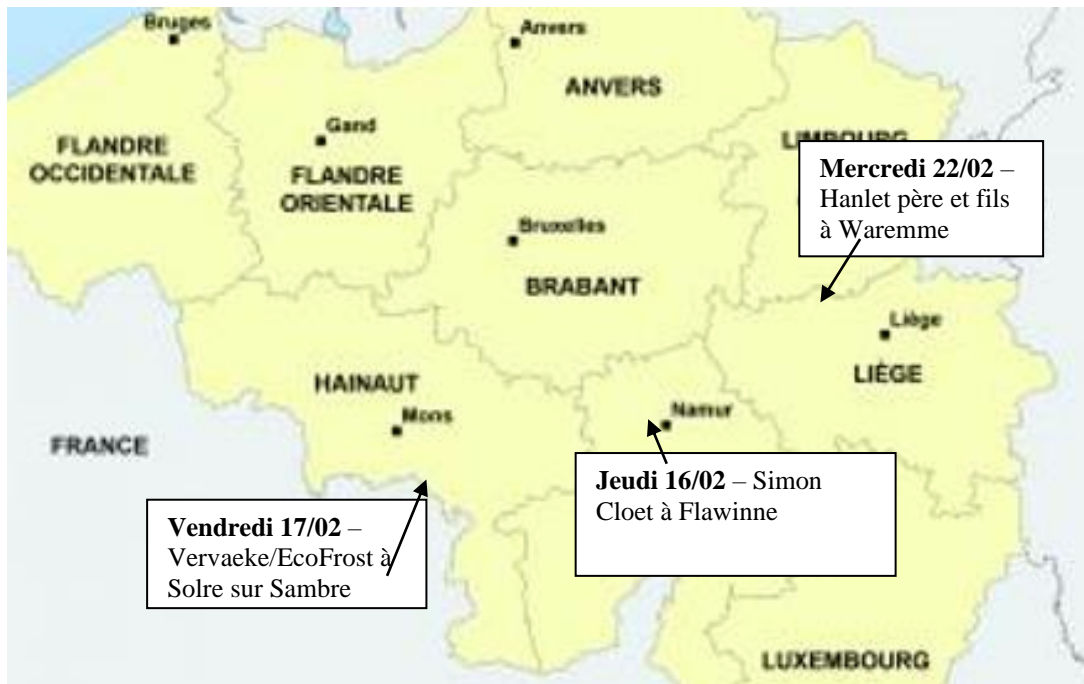 Bruges
Anvers
ANVERS
Gand
FLANDRE
OCCIDENTALE
FLANDRE
ORIENTALE
LIMBOURG
Mercredi 22/02 –
Hanlet père et fils
à Waremme
Bruxelles
BRABANT
Liège
LIÈGE
HAINAUT
Mons
Namur
FRANCE
Jeudi 16/02 – Simon
Cloet à Flawinne
Vendredi 17/02 –
Vervaeke/EcoFrost à
Solre sur Sambre
LUXEMBOURG